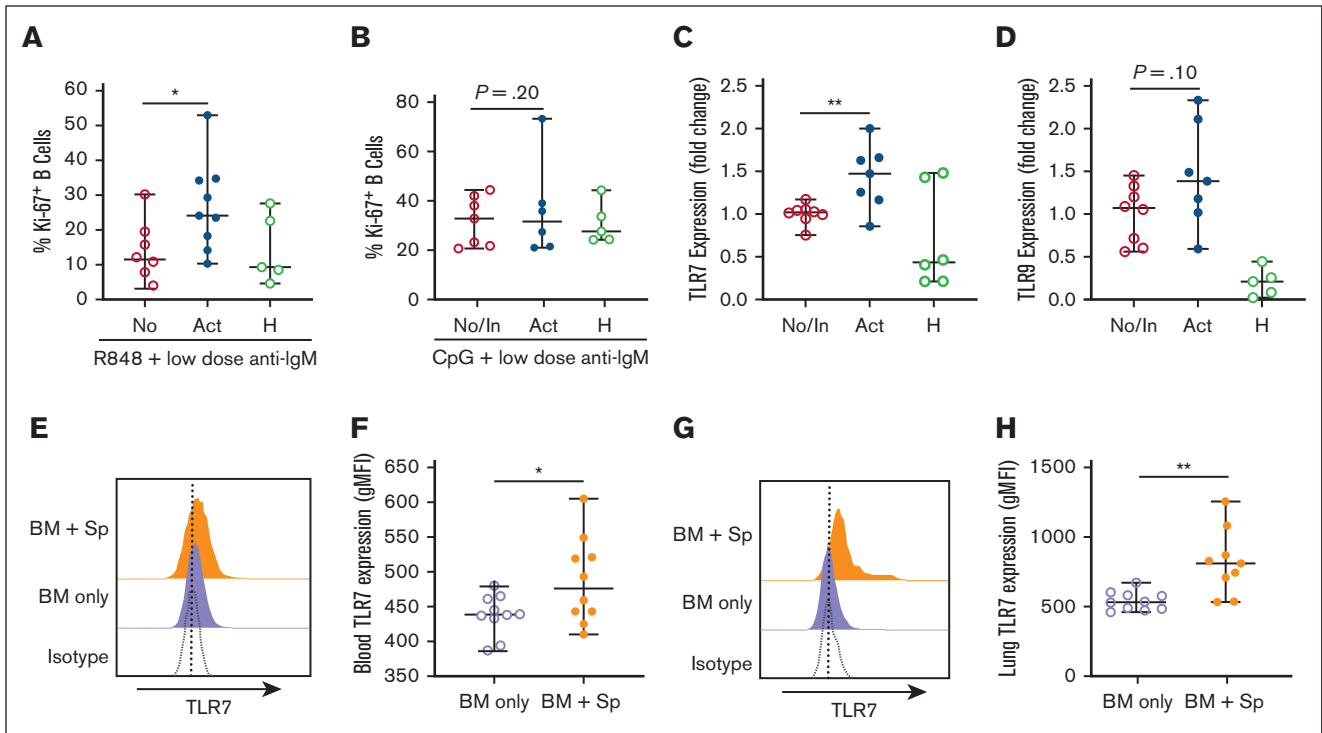 A
% Ki-67+ B Cells
60
50
40
30
20
10
0
*
No
Act
H
R848 + low dose anti-IgM
B
% Ki-67+ B Cells
80
60
40
20
0
P = .20
No/In
Act
H
CpG + low dose anti-IgM
C
TLR7 Expression (fold change)
2.5
2.0
1.5
1.0
0.5
0.0
**
No/In
Act
H
D
TLR9 Expression (fold change)
2.5
2.0
1.5
1.0
0.5
0.0
P = .10
No/In
Act
H
E
BM + Sp
BM only
Isotype
TLR7
F
Blood TLR7 expression (gMFI)
650
600
550
500
450
400
350
*
BM only
BM + Sp
G
BM + Sp
BM only
Isotype
TLR7
H
Lung TLR7 expression (gMFI)
1500
1000
500
0
**
BM only
BM + Sp